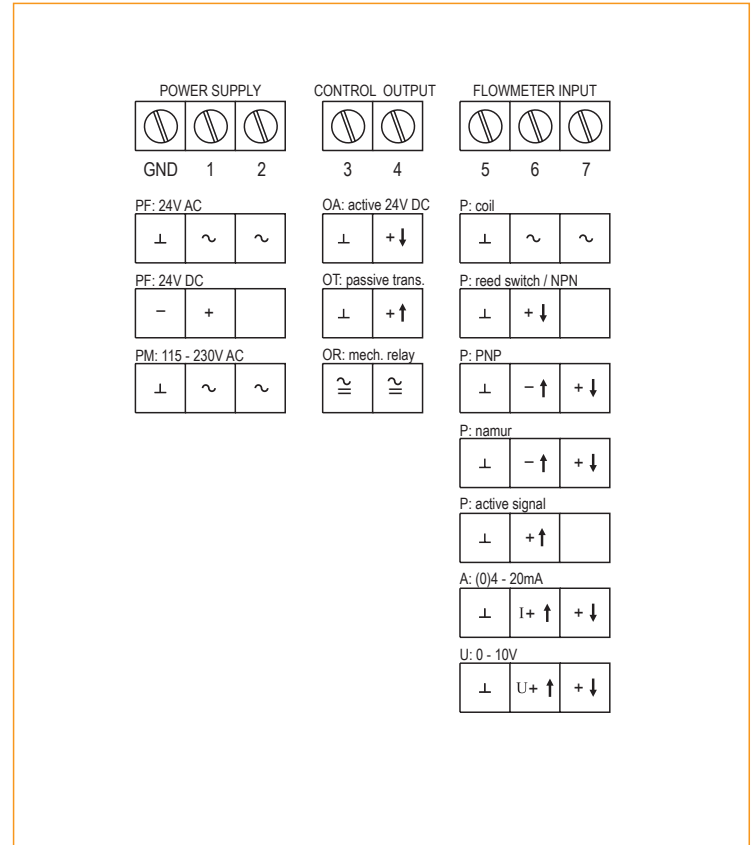 POWER SUPPLY CONTROL OUTPUT FLOWMETER INPUT
GND 1 2 3 4 5 6 7
PF: 24V AC OA: active 24V DC P: coil
⊥ ~ ~ ⊥ +↓ ⊥ ~ ~
PF: 24V DC OT: passive trans. P: reed switch / NPN
− + ⊥ +↑ ⊥ +↓
PM: 115 - 230V AC OR: mech. relay P: PNP
⊥ ~ ~ ≅ ≅ ⊥ −↑ +↓
P: namur
⊥ −↑ +↓
P: active signal
⊥ +↑
A: (0)4 - 20mA
⊥ I+ ↑ +↓
U: 0 - 10V
⊥ U+ ↑ +↓